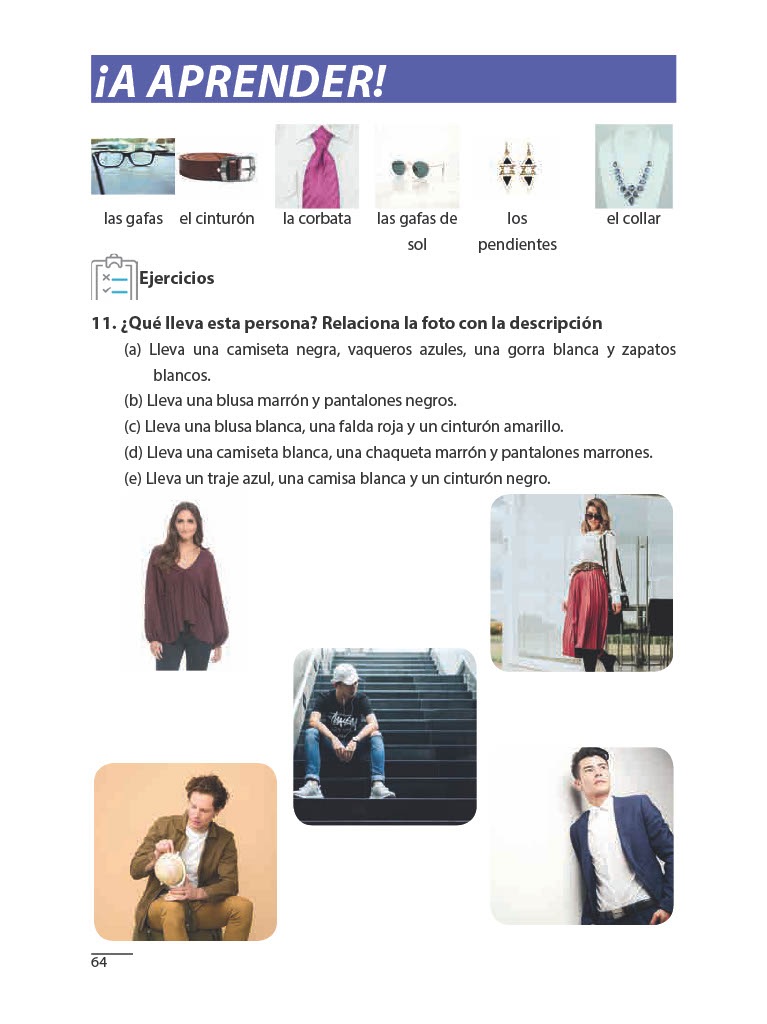 ¡A APRENDER!
las gafas
el cinturón
la corbata
las gafas de
sol
los
pendientes
el collar
Ejercicios
11. ¿Qué lleva esta persona? Relaciona la foto con la descripción
(a) Lleva una camiseta negra, vaqueros azules, una gorra blanca y zapatos
blancos.
(b) Lleva una blusa marrón y pantalones negros.
(c) Lleva una blusa blanca, una falda roja y un cinturón amarillo.
(d) Lleva una camiseta blanca, una chaqueta marrón y pantalones marrones.
(e) Lleva un traje azul, una camisa blanca y un cinturón negro.
64